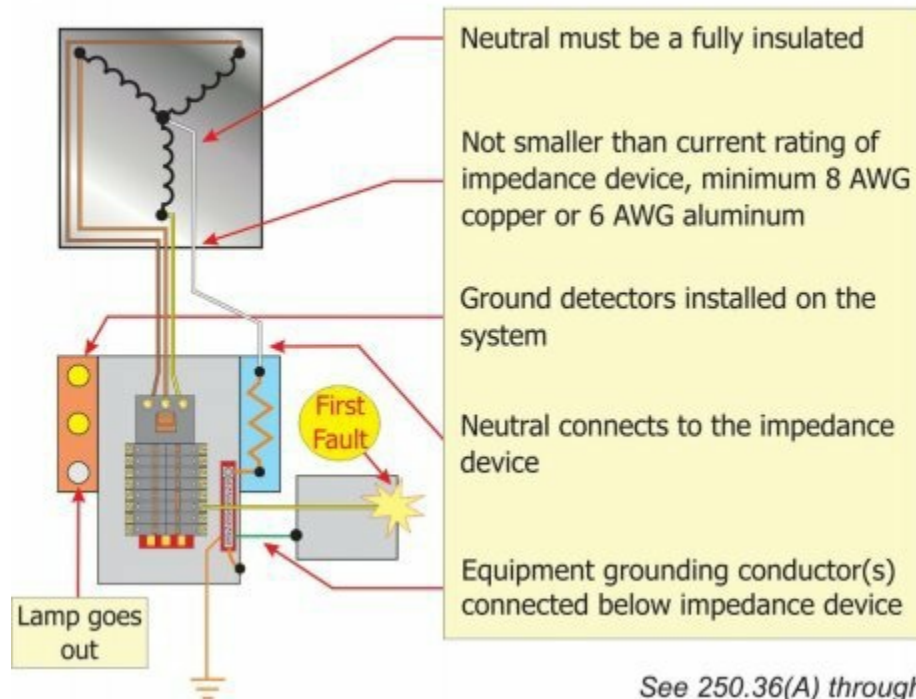 Neutral must be a fully insulated
Not smaller than current rating of
impedance device, minimum 8 AWG
copper or 6 AWG aluminum
Ground detectors installed on the
system
First
Fault
Neutral connects to the impedance
device
Equipment grounding conductor(s)
connected below impedance device
Lamp goes
out
See 250.36(A) through